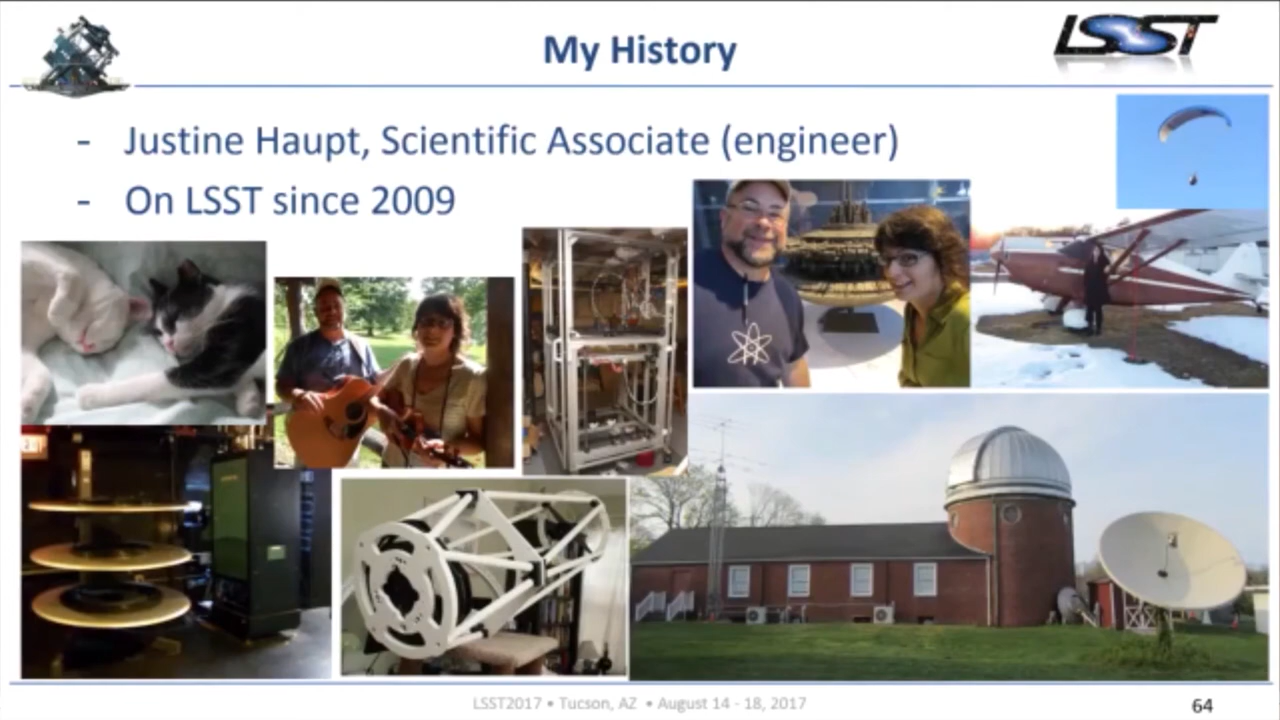 My History
LSST
- Justine Haupt, Scientific Associate (engineer)
- On LSST since 2009
LSST2017 • Tucson, AZ • August 14 - 18, 2017
64